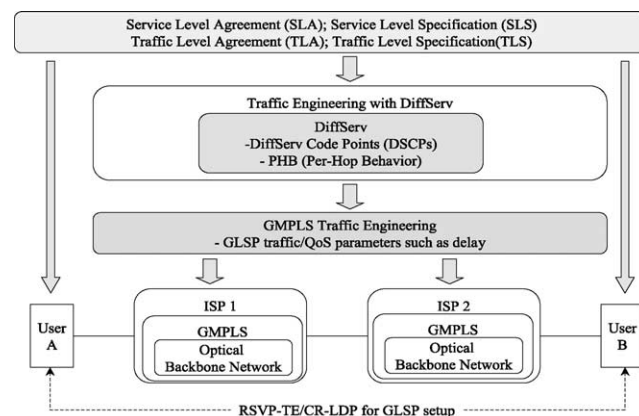 Service Level Agreement (SLA); Service Level Specification (SLS)
Traffic Level Agreement (TLA); Traffic Level Specification(TLS)
Traffic Engineering with DiffServ
DiffServ
-DiffServ Code Points (DSCPs)
- PHB (Per-Hop Behavior)
GMPLS Traffic Engineering
- GLSP traffic/QoS parameters such as delay
User
A
ISP 1
GMPLS
Optical
Backbone Network
ISP 2
GMPLS
Optical
Backbone Network
User
B
RSVP-TE/CR-LDP for GLSP setup